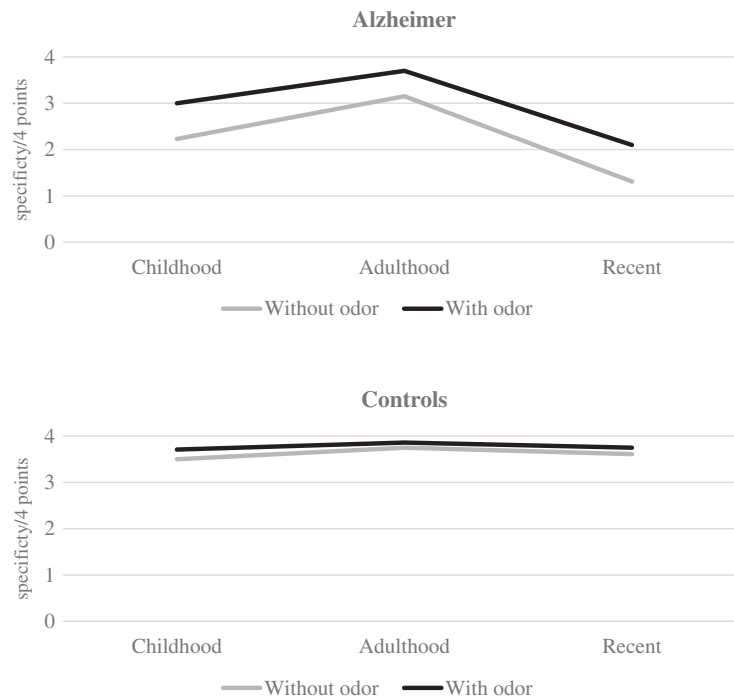 Alzheimer
specificty/4 points
4
3
2
1
0
Childhood Adulthood Recent
Without odor With odor
Controls
specificty/4 points
4
3
2
1
0
Childhood Adulthood Recent
Without odor With odor